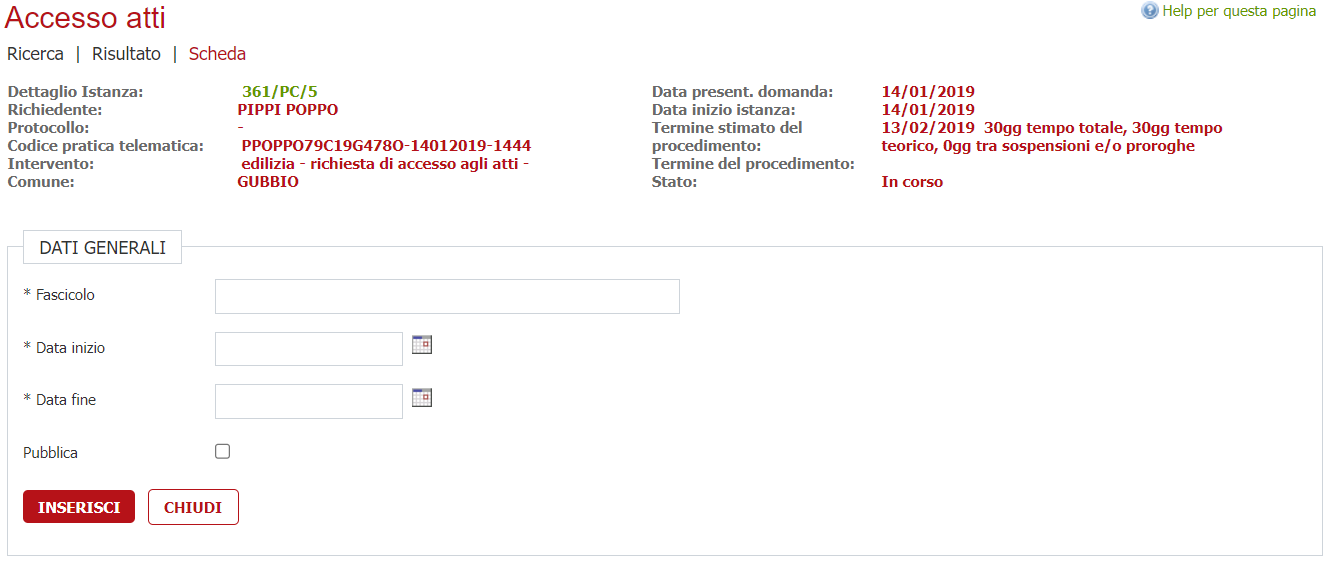 Accesso atti
Help per questa pagina
Ricerca | Risultato | Scheda
Dettaglio Istanza: 361/PC/5
Richiedente: PIPPI POPPO
Protocollo: -
Codice pratica telematica: PPOPPO79C19G478O-14012019-1444
Intervento: edilizia - richiesta di accesso agli atti -
Comune: GUBBIO
Data present. domanda: 14/01/2019
Data inizio istanza: 14/01/2019
Termine stimato del 13/02/2019 30gg tempo totale, 30gg tempo
procedimento: teorico, 0gg tra sospensioni e/o proroghe
Termine del procedimento:
Stato: In corso
DATI GENERALI
* Fascicolo
* Data inizio
* Data fine
Pubblica
INSERISCI CHIUDI